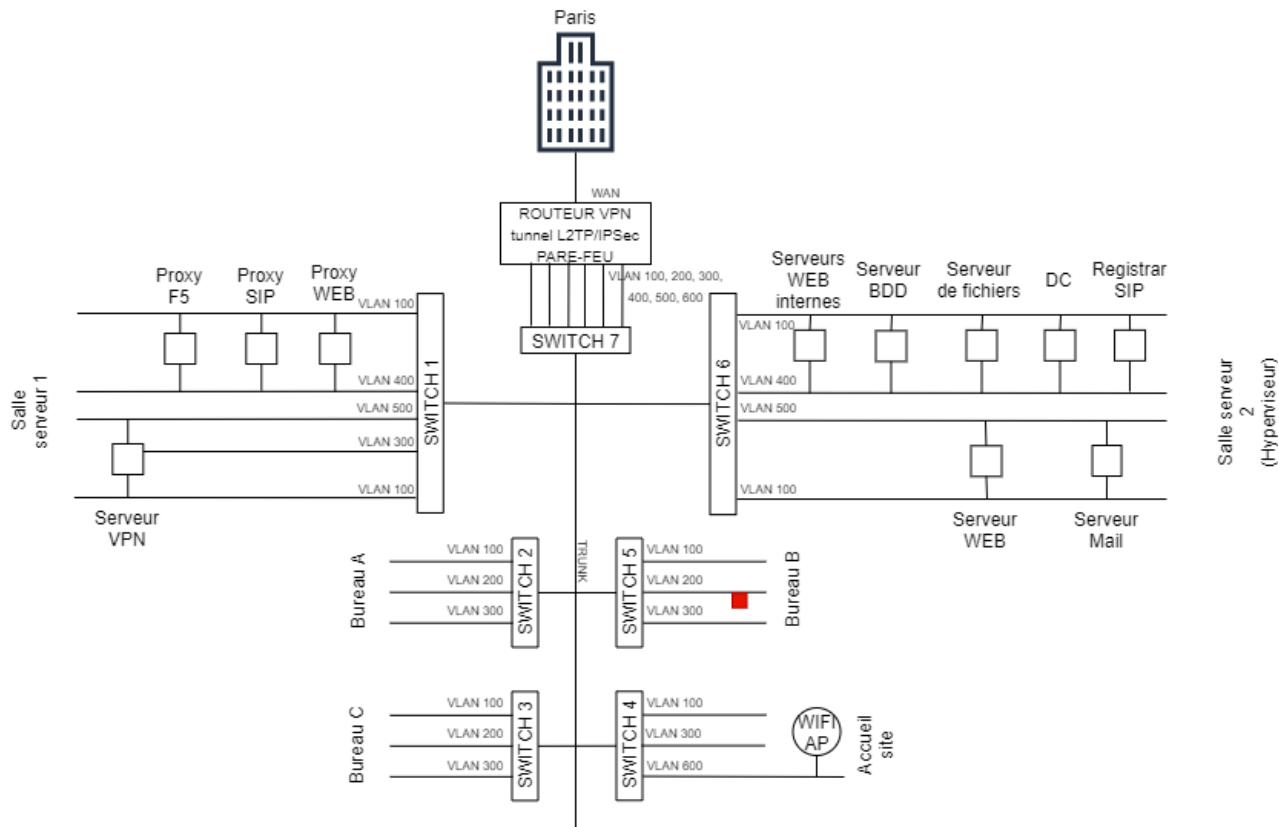 Paris
WAN
ROUTEUR VPN
tunnel L2TP/IPSec
PARE-FEU
VLAN 100, 200, 300,
400, 500, 600
SWITCH 7
Proxy
F5
Proxy
SIP
Proxy
WEB
VLAN 100
VLAN 400
VLAN 500
VLAN 300
VLAN 100
SWITCH 1
Salle
serveur 1
Serveur
VPN
Serveurs
WEB
internes
Serveur
BDD
Serveur
de fichiers
DC
Registrar
SIP
VLAN 100
VLAN 400
VLAN 500
VLAN 100
SWITCH 6
Salle serveur
2
(Hyperviseur)
Serveur
WEB
Serveur
Mail
TRUNK
Bureau A
VLAN 100
VLAN 200
VLAN 300
SWITCH 2
SWITCH 5
VLAN 100
VLAN 200
VLAN 300
Bureau B
Bureau C
VLAN 100
VLAN 200
VLAN 300
SWITCH 3
SWITCH 4
VLAN 100
VLAN 300
VLAN 600
WIFI
AP
Accueil
site